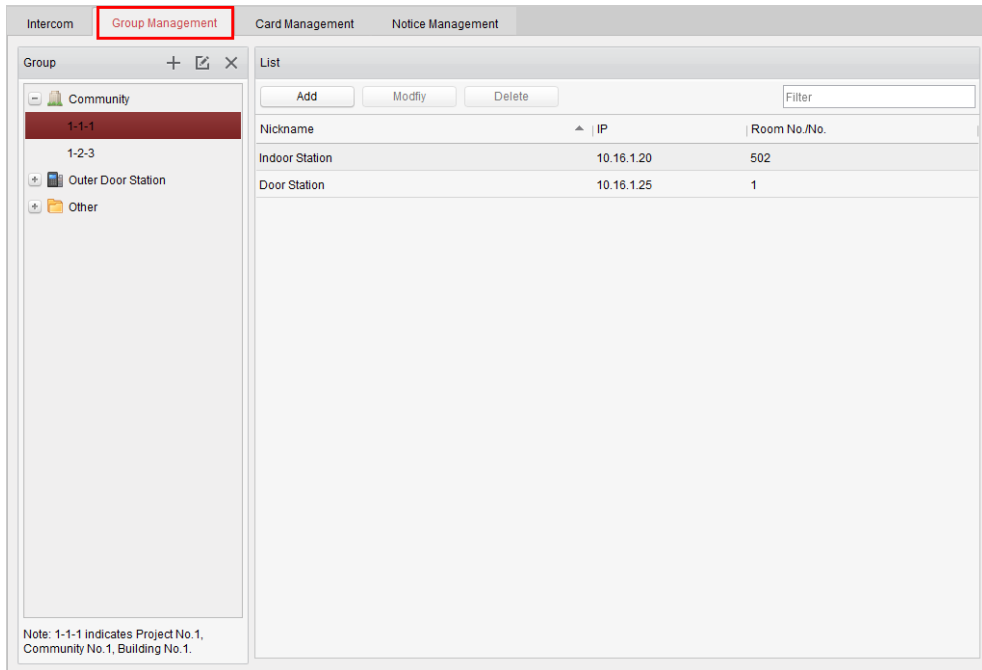 Intercom Group Management Card Management Notice Management
Group
Community
1-1-1
1-2-3
Outer Door Station
Other
Note: 1-1-1 indicates Project No.1,
Community No.1, Building No.1.
List
Add Modfiy Delete Filter
Nickname IP Room No./No.
Indoor Station 10.16.1.20 502
Door Station 10.16.1.25 1